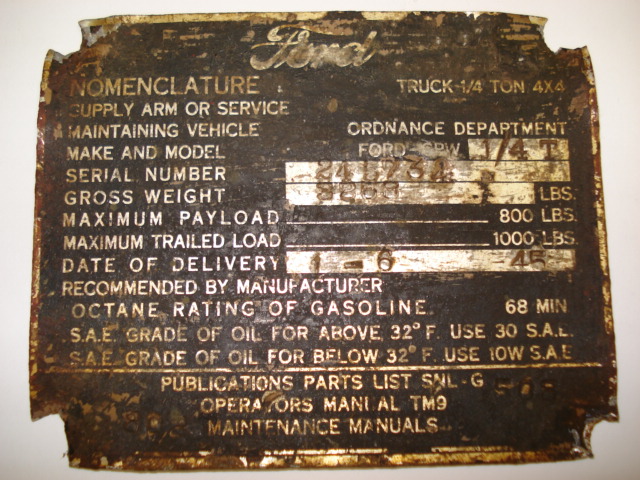 Ford
NOMENCLATURE TRUCK-1/4 TON 4X4
SUPPLY ARM OR SERVICE
MAINTAINING VEHICLE ORDNANCE DEPARTMENT
MAKE AND MODEL FORD-GPW 1/4 T
SERIAL NUMBER
GROSS WEIGHT LBS.
MAXIMUM PAYLOAD 800 LBS.
MAXIMUM TRAILED LOAD 1000 LBS.
DATE OF DELIVERY 1-6 45
RECOMMENDED BY MANUFACTURER
OCTANE RATING OF GASOLINE 68 MIN.
S.A.E. GRADE OF OIL FOR ABOVE 32° F. USE 30 S.A.E.
S.A.E. GRADE OF OIL FOR BELOW 32° F. USE 10W S.A.E.
PUBLICATIONS PARTS LIST SNL-G
OPERATORS MANUAL TM9
MAINTENANCE MANUALS